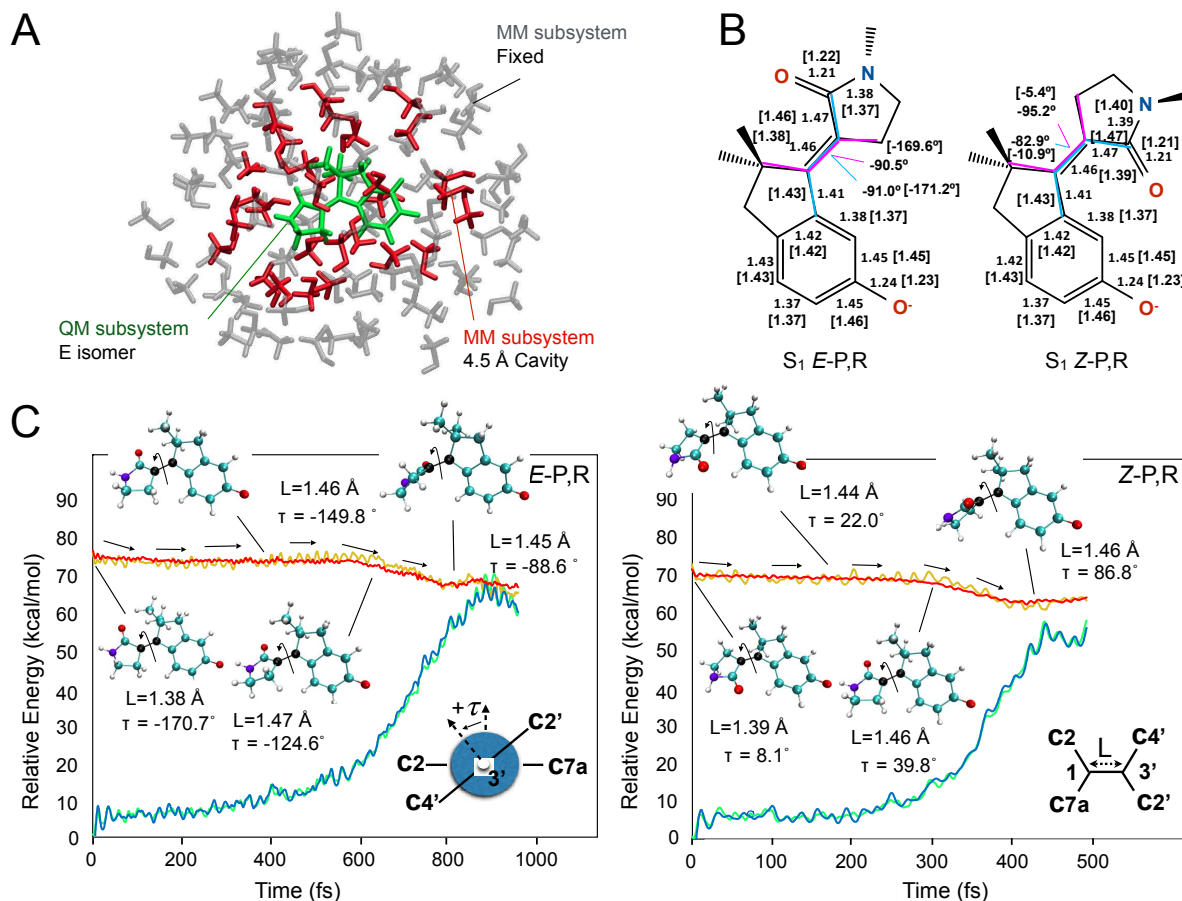 A
MM subsystem
Fixed
QM subsystem
E isomer
MM subsystem
4.5 Å Cavity
B
[1.22]
1.21
O
N
1.38
[1.37]
1.47
[1.46]
[1.38]
1.46
[-169.6º]
-90.5º
-91.0º [-171.2º]
[1.43]
1.41
1.38 [1.37]
1.42
[1.42]
1.43
[1.43]
1.45 [1.45]
1.24 [1.23]
1.37
[1.37]
1.45
[1.46]
O-
S1 E-P,R
[-5.4º
-95.2º
[1.40]
N
1.39
-82.9º
[-10.9º]
[1.47]
1.47
1.46
[1.21]
1.21
[1.39]
O
[1.43]
1.41
1.38 [1.37]
1.42
[1.42]
1.42
[1.43]
1.45 [1.45]
1.24 [1.23]
1.37
[1.37]
1.45
[1.46]
O-
S1 Z-P,R
C
E-P,R
Relative Energy (kcal/mol)
90
80
70
60
50
40
30
20
10
0
L=1.46 Å
τ = -149.8°
L=1.45 Å
τ = -88.6 °
L=1.38 Å
τ = -170.7°
L=1.47 Å
τ = -124.6°
+τ
C2'
C2
C7a
3'
C4'
0
200
400
600
800
1000
Time (fs)
Z-P,R
Relative Energy (kcal/mol)
90
80
70
60
50
40
30
20
10
0
L=1.44 Å
τ = 22.0°
L=1.46 Å
τ = 86.8°
L=1.39 Å
τ = 8.1°
L=1.46 Å
τ = 39.8°
C2
L
C4'
1
3'
C7a
C2'
0
100
200
300
400
500
Time (fs)